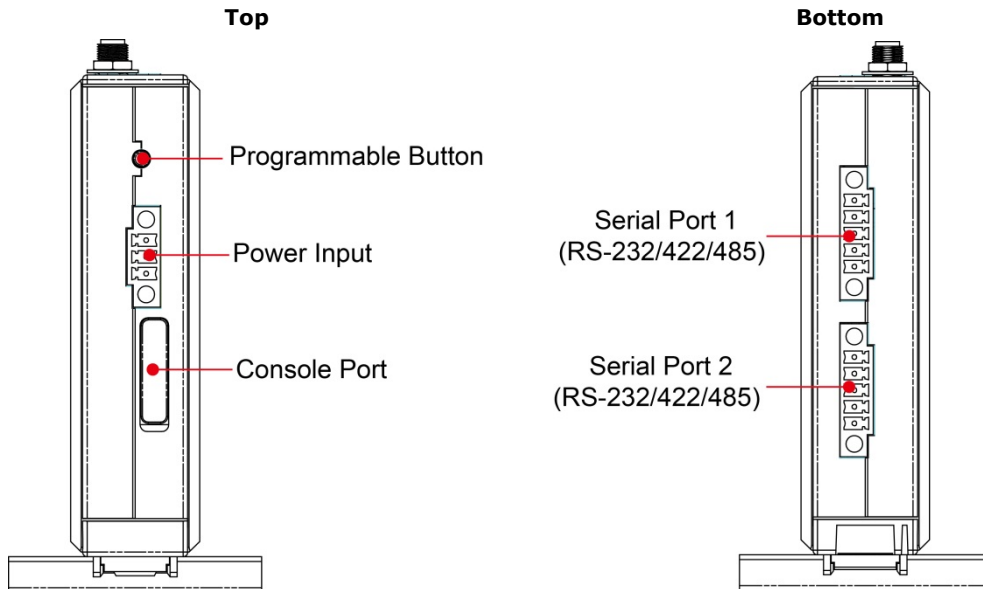 Top
Bottom
Programmable Button
Power Input
Console Port
Serial Port 1
(RS-232/422/485)
Serial Port 2
(RS-232/422/485)